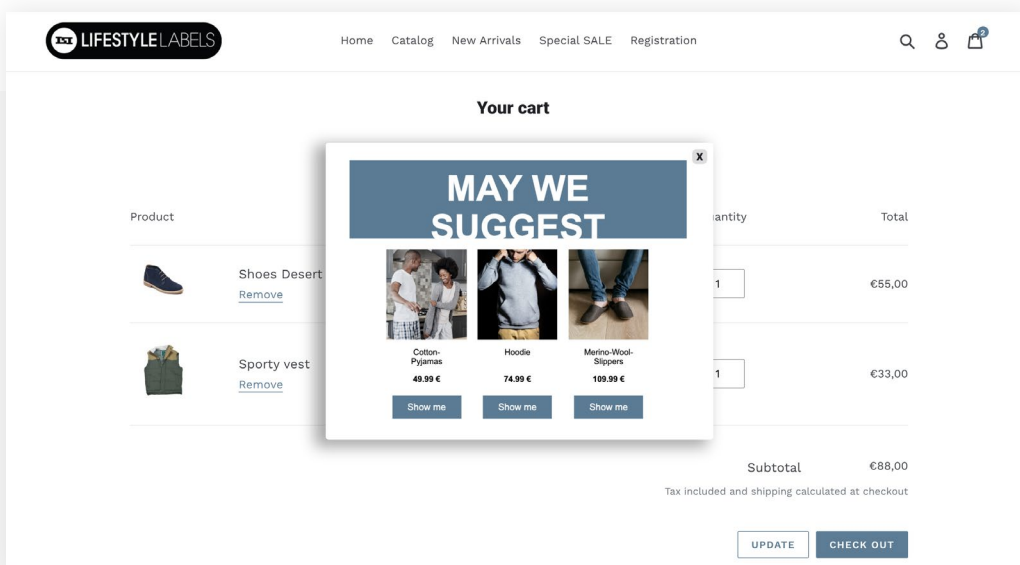 LSL LIFESTYLELABELS
Home Catalog New Arrivals Special SALE Registration
2
Your cart
X
MAY WE
SUGGEST
Product
Total
Shoes Desert
Remove
1
€55,00
Sporty vest
Remove
1
€33,00
Cotton-
Pyjamas
49.99 €
Show me
Hoodie
74.99 €
Show me
Merino-Wool-
Slippers
109.99 €
Show me
Subtotal €88,00
Tax included and shipping calculated at checkout
UPDATE CHECK OUT